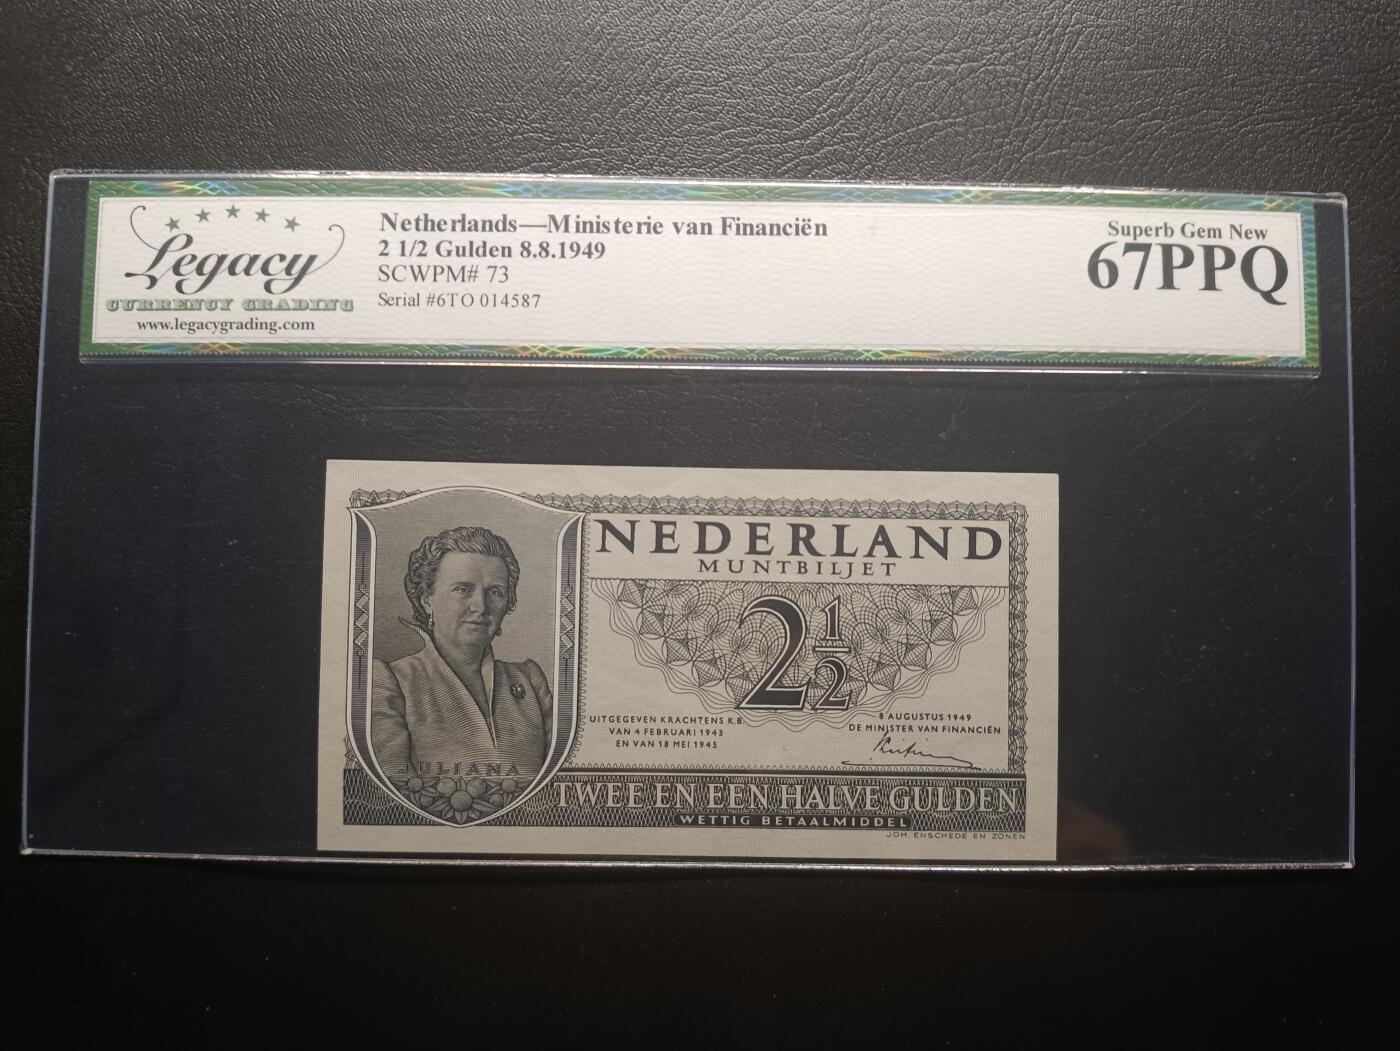 Legacy
CURRENCY GRADING
www.legacygrading.com
Netherlands—Ministerie van Financiën
2 1/2 Gulden 8.8.1949
SCWPM# 73
Serial #6TO 014587
Superb Gem New
67PPQ
NEDERLAND
MUNTBILJET
2 1/2
UITGEGEVEN KRACHTENS K.B.
VAN 4 FEBRUARI 1943
EN VAN 18 MEI 1945
8 AUGUSTUS 1949
DE MINISTER VAN FINANCIËN
JULIANA
TWEE EN EEN HALVE GULDEN
WETTIG BETAALMIDDEL
JOH. ENSCHEDE EN ZONEN